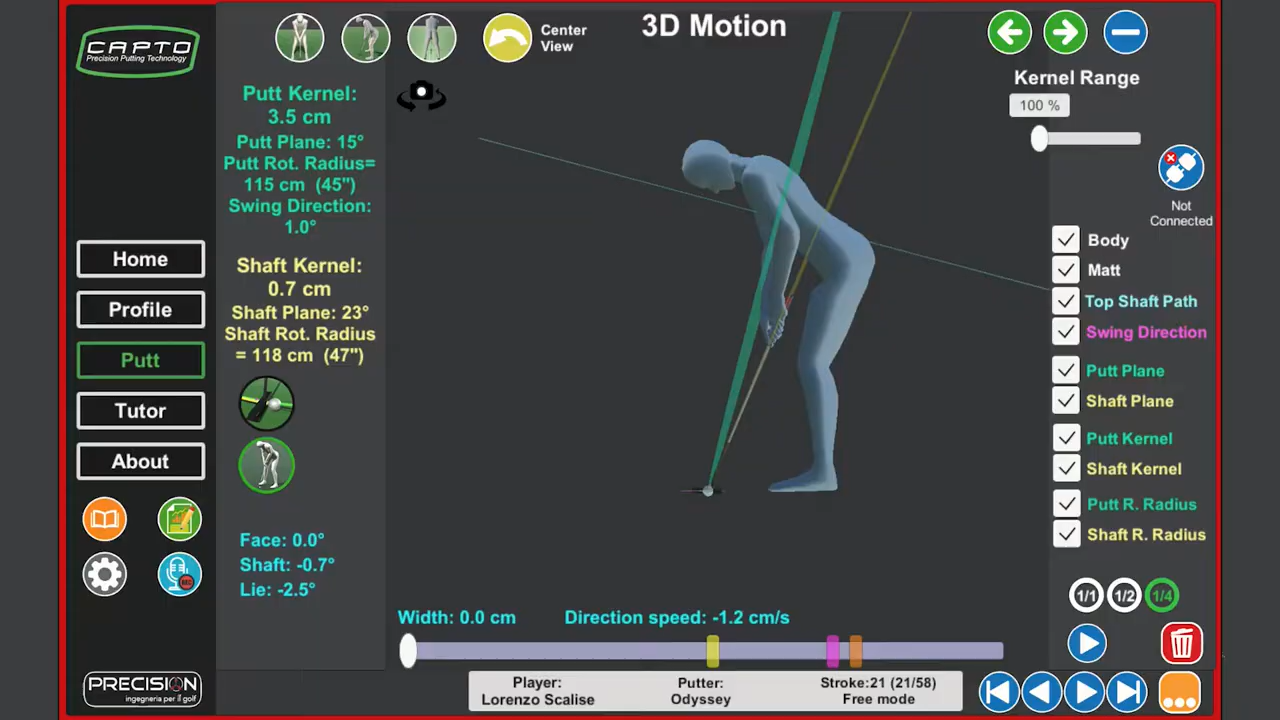 CAPTO
Precision Putting Technology
Center
View
3D Motion
Kernel Range
100 %
Not
Connected
Putt Kernel:
3.5 cm
Putt Plane: 15°
Putt Rot. Radius=
115 cm  (45")
Swing Direction:
1.0°
Shaft Kernel:
0.7 cm
Shaft Plane: 23°
Shaft Rot. Radius
= 118 cm  (47")
Home
Profile
Putt
Tutor
About
REC
Face: 0.0°
Shaft: -0.7°
Lie: -2.5°
Body
Matt
Top Shaft Path
Swing Direction
Putt Plane
Shaft Plane
Putt Kernel
Shaft Kernel
Putt R. Radius
Shaft R. Radius
1/1 1/2 1/4
Width: 0.0 cm
Direction speed: -1.2 cm/s
PRECISION
ingegneria per il golf
Player:
Lorenzo Scalise
Putter:
Odyssey
Stroke:21 (21/58)
Free mode